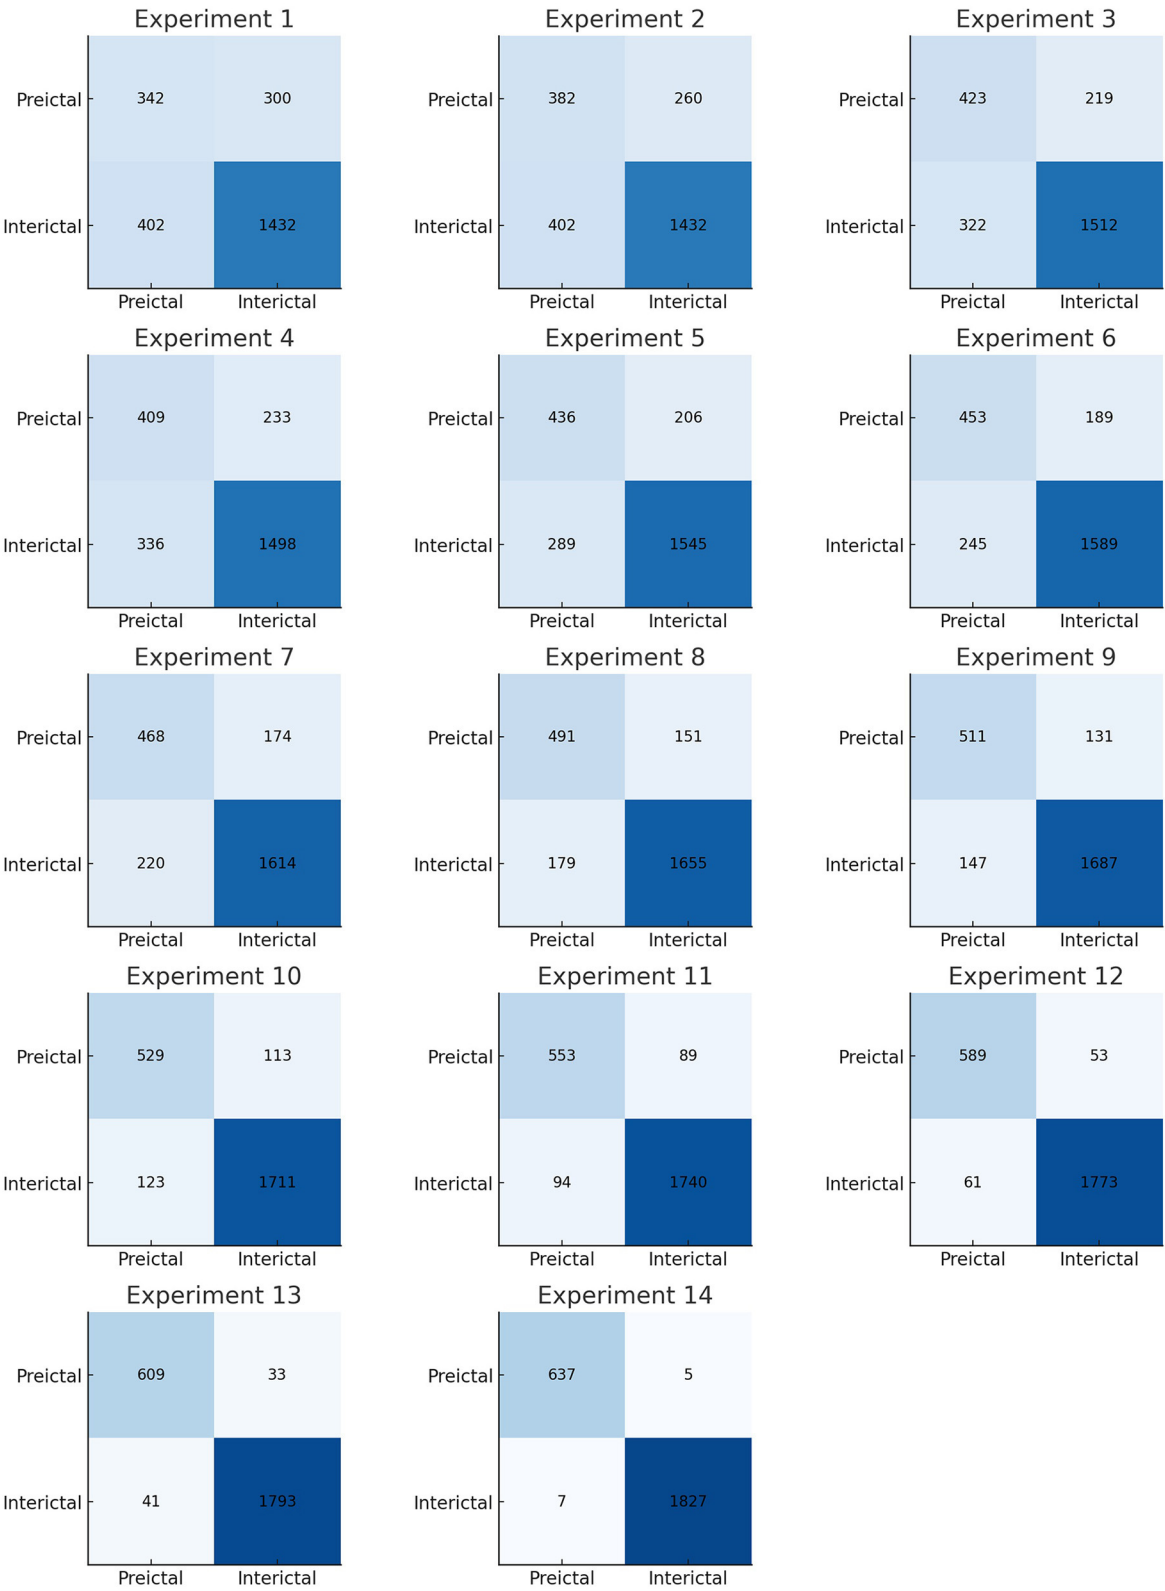 Experiment 1
Experiment 2
Experiment 3
Preictal 342 300
Preictal 382 260
Preictal 423 219
Interictal 402 1432
Interictal 402 1432
Interictal 322 1512
Preictal Interictal
Preictal Interictal
Preictal Interictal
Experiment 4
Experiment 5
Experiment 6
Preictal 409 233
Preictal 436 206
Preictal 453 189
Interictal 336 1498
Interictal 289 1545
Interictal 245 1589
Preictal Interictal
Preictal Interictal
Preictal Interictal
Experiment 7
Experiment 8
Experiment 9
Preictal 468 174
Preictal 491 151
Preictal 511 131
Interictal 220 1614
Interictal 179 1655
Interictal 147 1687
Preictal Interictal
Preictal Interictal
Preictal Interictal
Experiment 10
Experiment 11
Experiment 12
Preictal 529 113
Preictal 553 89
Preictal 589 53
Interictal 123 1711
Interictal 94 1740
Interictal 61 1773
Preictal Interictal
Preictal Interictal
Preictal Interictal
Experiment 13
Experiment 14
Preictal 609 33
Preictal 637 5
Interictal 41 1793
Interictal 7 1827
Preictal Interictal
Preictal Interictal